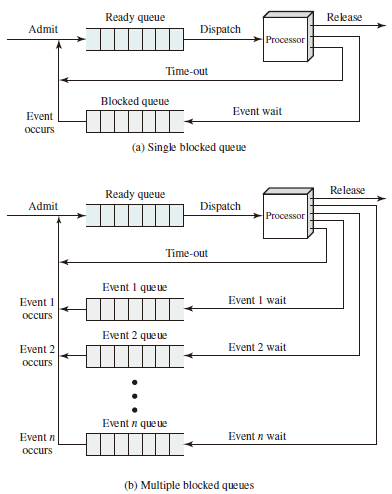 Ready queue
Release
Admit
Dispatch
Processor
Time-out
Blocked queue
Event wait
Event
occurs
(a) Single blocked queue
Ready queue
Release
Admit
Dispatch
Processor
Time-out
Event 1 queue
Event 1
occurs
Event 1 wait
Event 2 queue
Event 2
occurs
Event 2 wait
Event n queue
Event n
occurs
Event n wait
(b) Multiple blocked queues